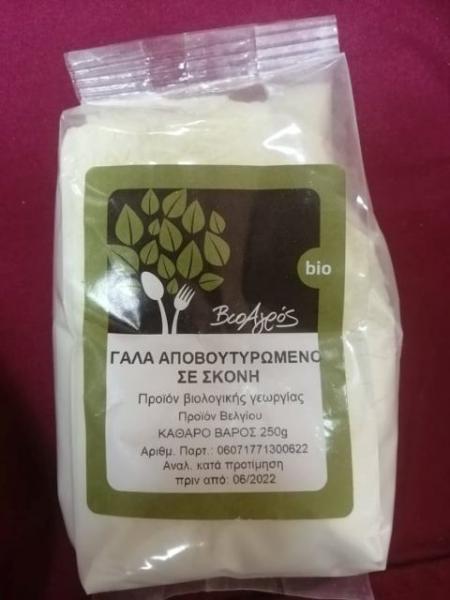 bio
ΒιοΑγρός
ΓΑΛΑ ΑΠΟΒΟΥΤΥΡΩΜΕΝΟ
ΣΕ ΣΚΟΝΗ
Προϊόν βιολογικής γεωργίας
Προϊόν Βελγίου
ΚΑΘΑΡΟ ΒΑΡΟΣ 250g
Αριθμ. Παρτ.: 06071771300622
Αναλ. κατά προτίμηση
πριν από: 06/2022